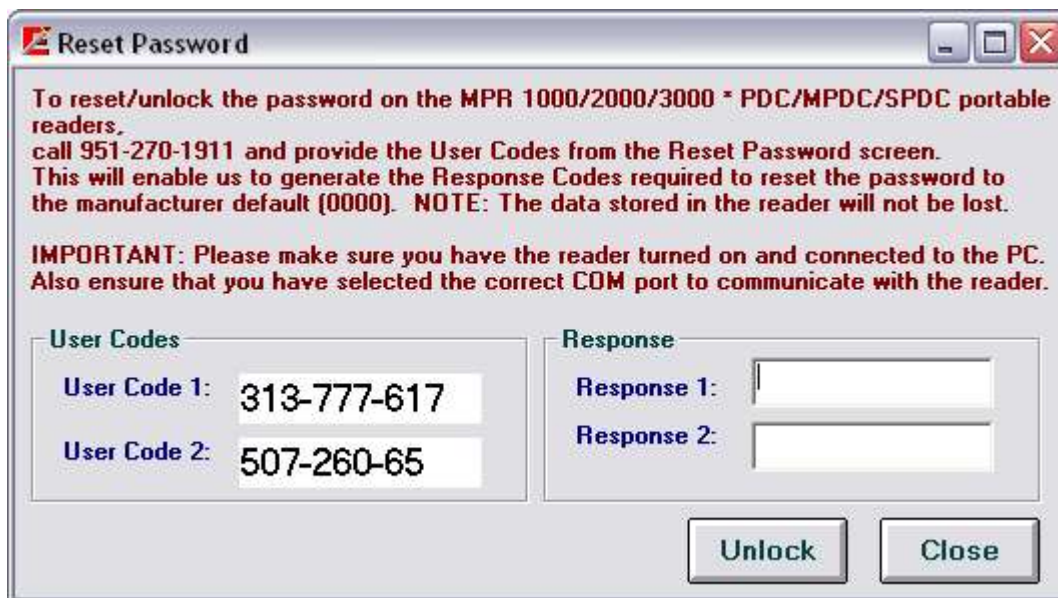 Reset Password
To reset/unlock the password on the MPR 1000/2000/3000 * PDC/MPDC/SPDC portable
readers,
call 951-270-1911 and provide the User Codes from the Reset Password screen.
This will enable us to generate the Response Codes required to reset the password to
the manufacturer default (0000).  NOTE: The data stored in the reader will not be lost.
IMPORTANT: Please make sure you have the reader turned on and connected to the PC.
Also ensure that you have selected the correct COM port to communicate with the reader.
User Codes
User Code 1: 313-777-617
User Code 2: 507-260-65
Response
Response 1:
Response 2:
Unlock Close